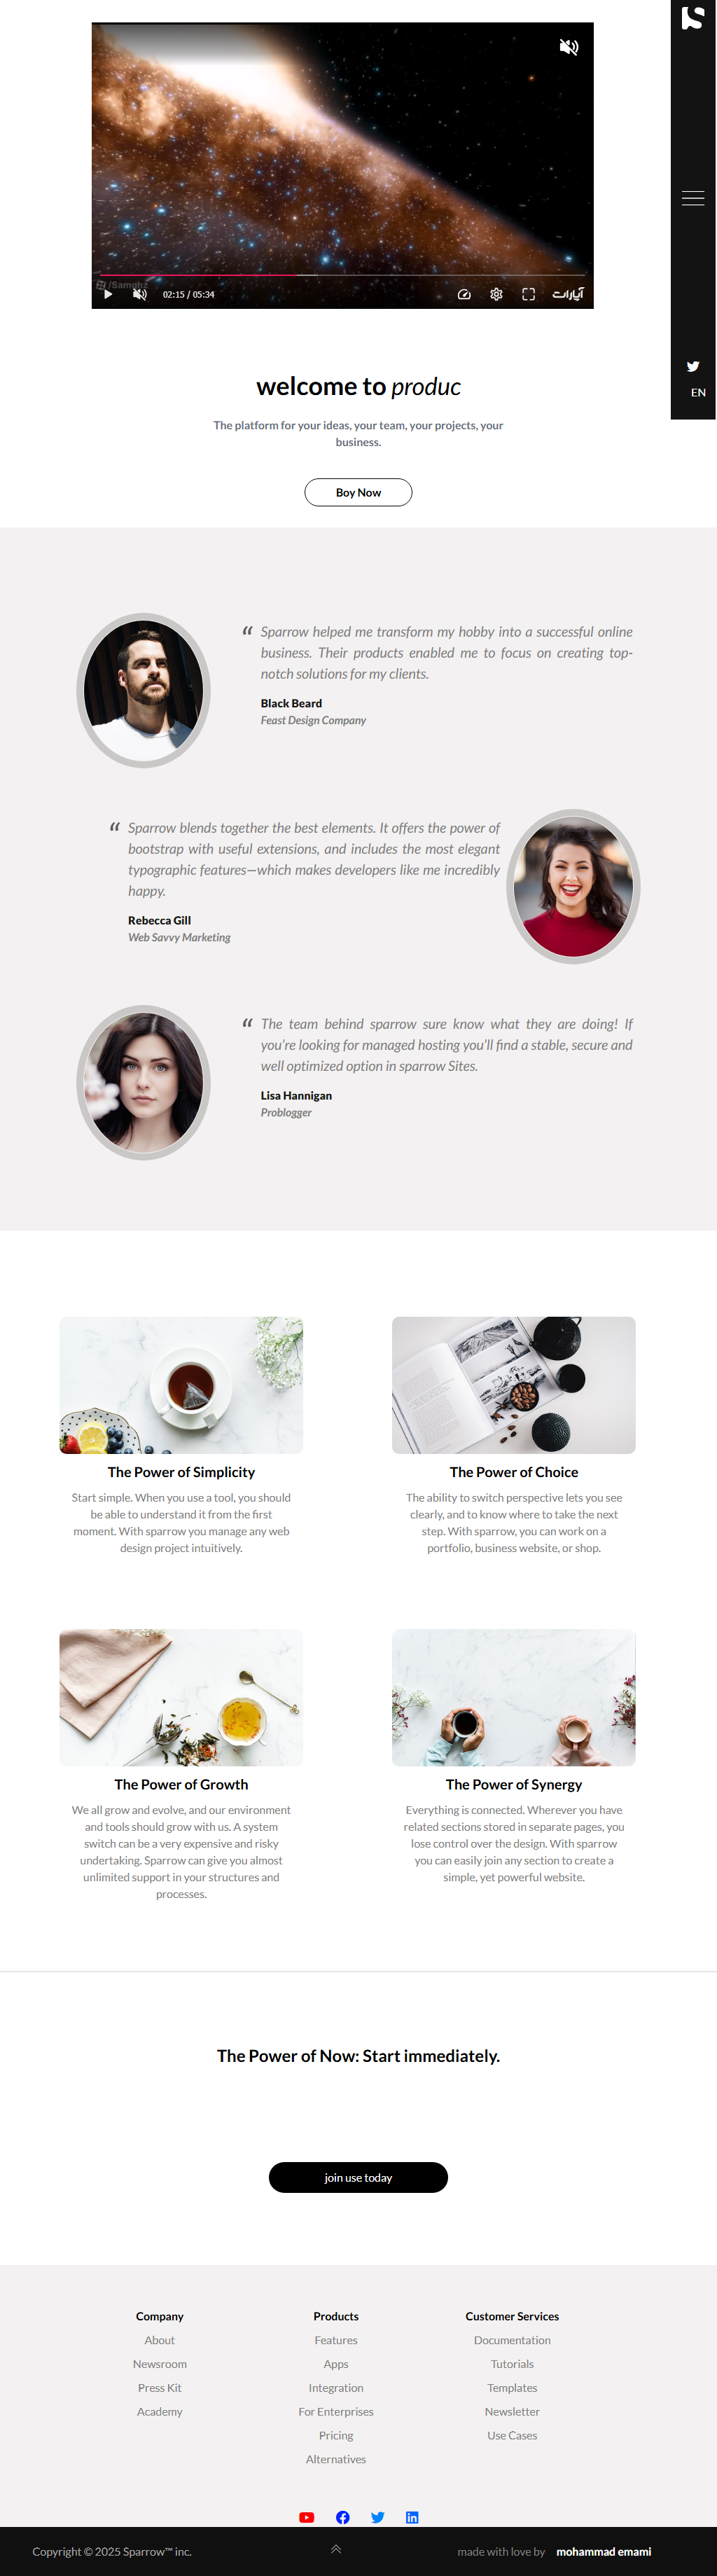 /Samghz
02:15 / 05:34
آپارات
EN
welcome to produc
The platform for your ideas, your team, your projects, your
business.
Boy Now
“ Sparrow helped me transform my hobby into a successful online
business. Their products enabled me to focus on creating top-
notch solutions for my clients.
Black Beard
Feast Design Company
“ Sparrow blends together the best elements. It offers the power of
bootstrap with useful extensions, and includes the most elegant
typographic features—which makes developers like me incredibly
happy.
Rebecca Gill
Web Savvy Marketing
“ The team behind sparrow sure know what they are doing! If
you’re looking for managed hosting you’ll find a stable, secure and
well optimized option in sparrow Sites.
Lisa Hannigan
Problogger
The Power of Simplicity
Start simple. When you use a tool, you should
be able to understand it from the first
moment. With sparrow you manage any web
design project intuitively.
The Power of Choice
The ability to switch perspective lets you see
clearly, and to know where to take the next
step. With sparrow, you can work on a
portfolio, business website, or shop.
The Power of Growth
We all grow and evolve, and our environment
and tools should grow with us. A system
switch can be a very expensive and risky
undertaking. Sparrow can give you almost
unlimited support in your structures and
processes.
The Power of Synergy
Everything is connected. Wherever you have
related sections stored in separate pages, you
lose control over the design. With sparrow
you can easily join any section to create a
simple, yet powerful website.
The Power of Now: Start immediately.
join use today
Company
About
Newsroom
Press Kit
Academy
Products
Features
Apps
Integration
For Enterprises
Pricing
Alternatives
Customer Services
Documentation
Tutorials
Templates
Newsletter
Use Cases
Copyright © 2025 Sparrow™ inc.
made with love by mohammad emami